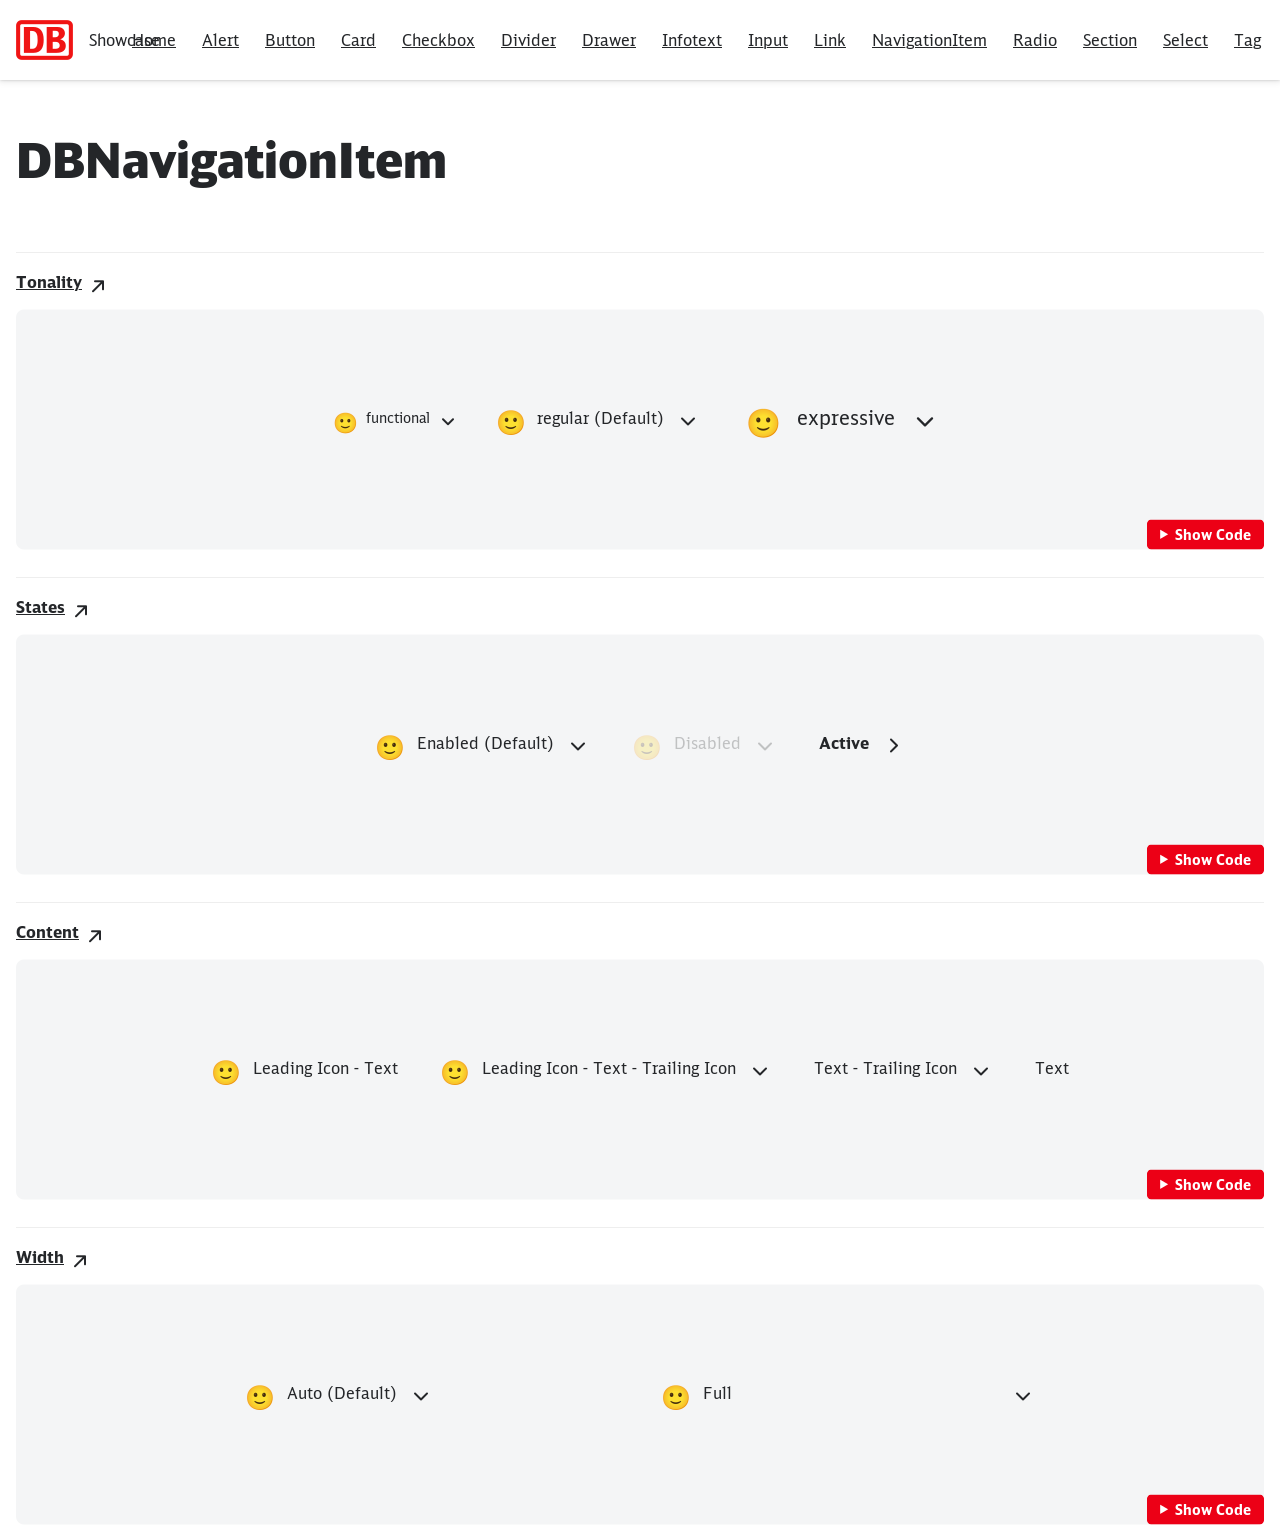 DB Showcase Home Alert Button Card Checkbox Divider Drawer Infotext Input Link NavigationItem Radio Section Select Tag
DBNavigationItem
Tonality
functional regular (Default) expressive
Show Code
States
Enabled (Default) Disabled Active
Show Code
Content
Leading Icon - Text Leading Icon - Text - Trailing Icon Text - Trailing Icon Text
Show Code
Width
Auto (Default) Full
Show Code